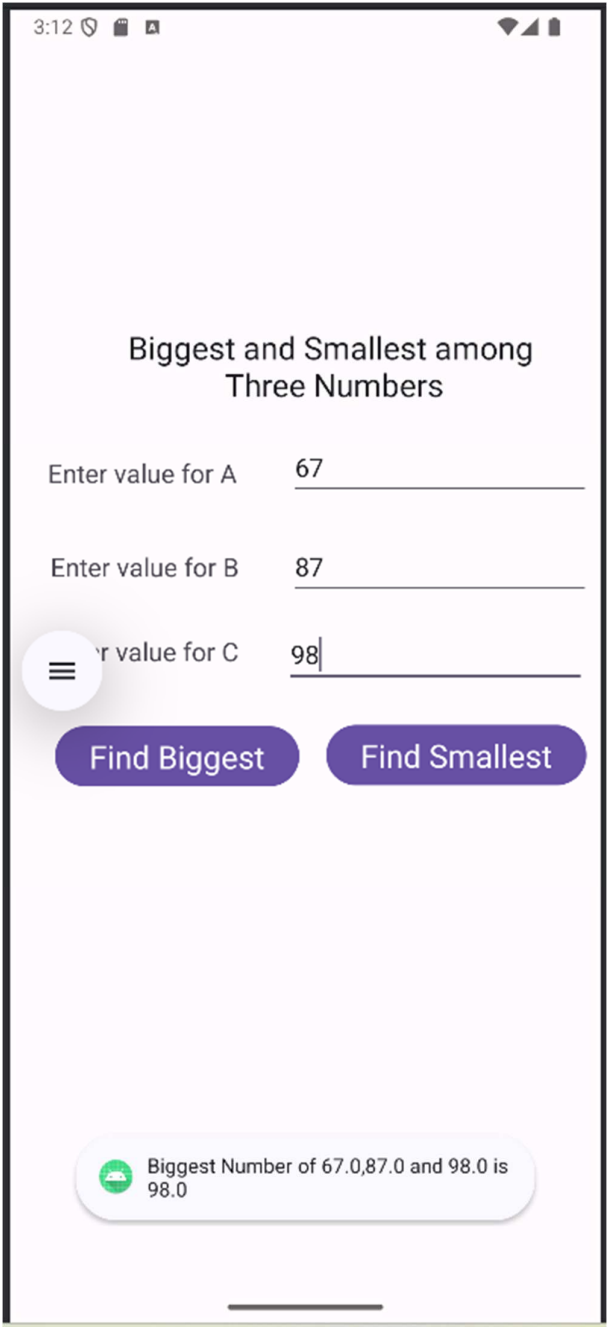 3:12 A
Biggest and Smallest among
Three Numbers
Enter value for A 67
Enter value for B 87
r value for C 98
Find Biggest Find Smallest
Biggest Number of 67.0,87.0 and 98.0 is
98.0